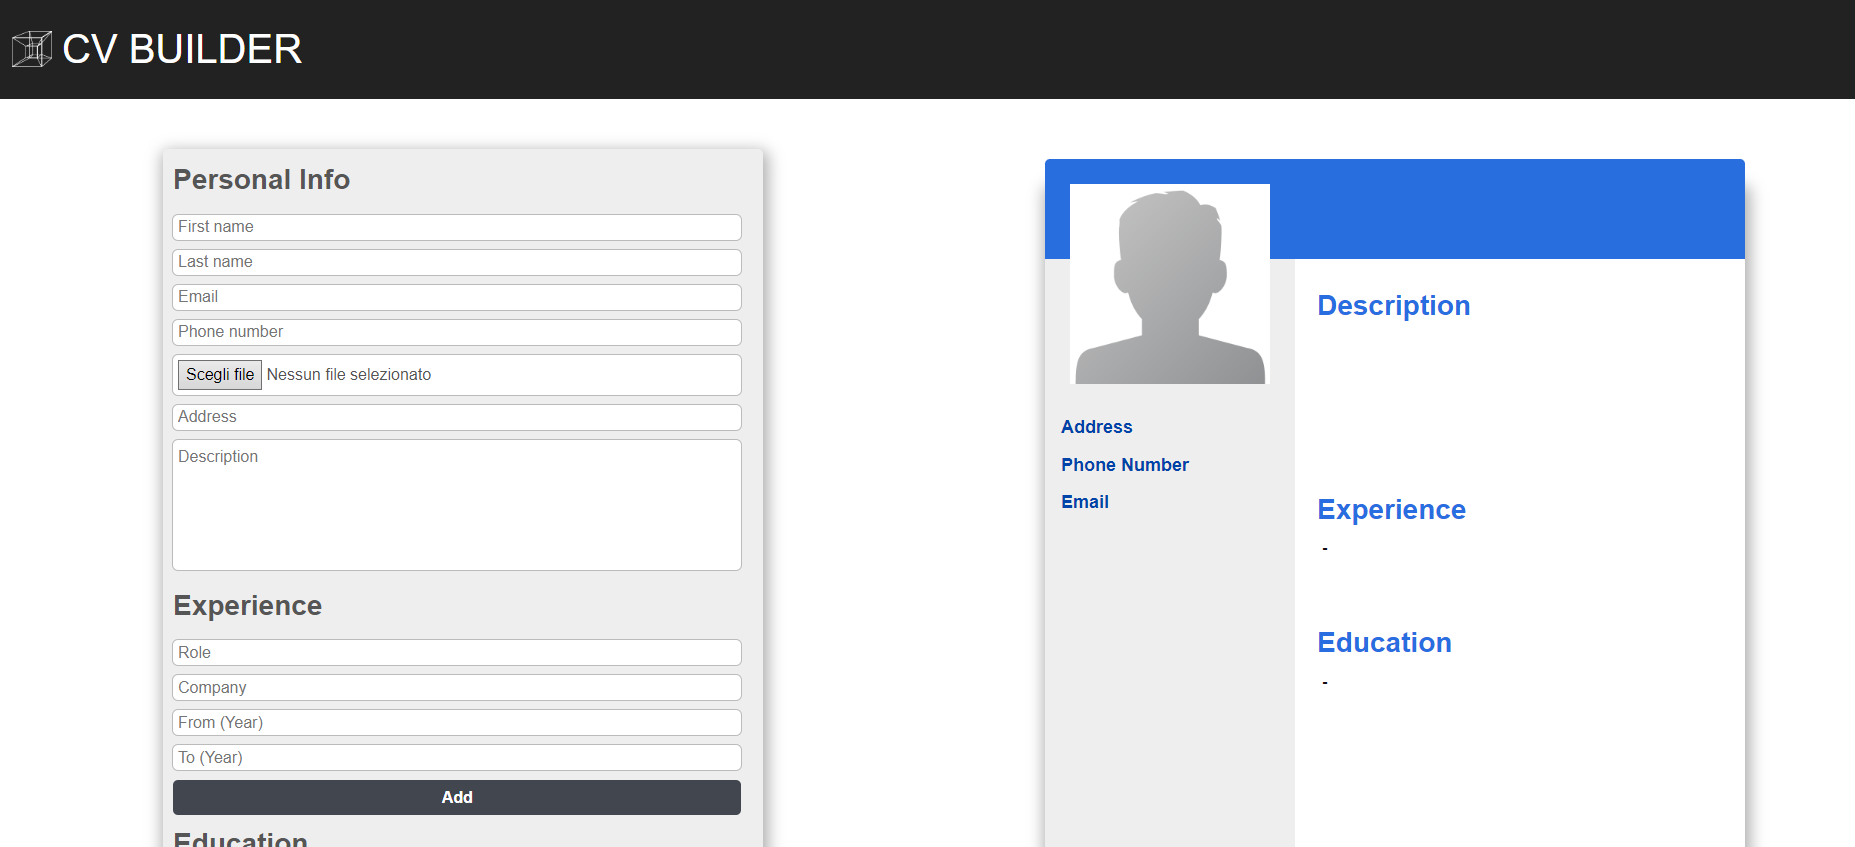 CV BUILDER
Personal Info
First name
Last name
Email
Phone number
Scegli file Nessun file selezionato
Address
Description
Experience
Role
Company
From (Year)
To (Year)
Add
Education
Address
Phone Number
Email
Description
Experience
-
Education
-